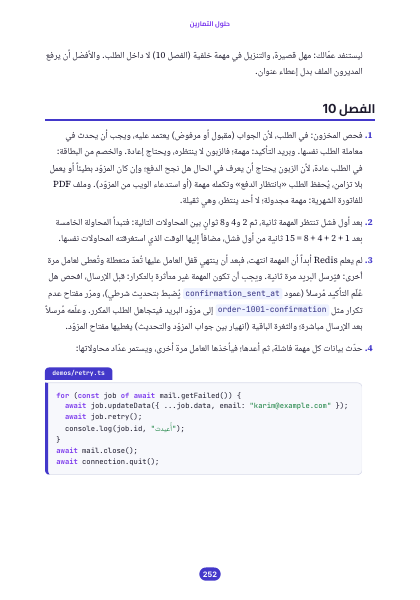 حلول التمارين
ليستنفد عمّالك: مهل قصيرة، والتنزيل في مهمة خلفية (الفصل 10) لا داخل الطلب. والأفضل أن يرفع
المديرون الملف بدل إعطاء عنوان.
الفصل 10
1. فحص المخزون: في الطلب، لأن الجواب (مقبول أو مرفوض) يعتمد عليه، ويجب أن يحدث في
معاملة الطلب نفسها. وبريد التأكيد: مهمة؛ فالزبون لا ينتظره، ويحتاج إعادة. والخصم من البطاقة:
في الطلب عادة، لأن الزبون يحتاج أن يعرف في الحال هل نجح الدفع؛ وإن كان المزوّد بطيئاً أو يعمل
بلا تزامن، يُحفظ الطلب «بانتظار الدفع» وتكمله مهمة (أو استدعاء الويب من المزوّد). وملف PDF
للفاتورة الشهرية: مهمة مجدولة؛ لا أحد ينتظر، وهي ثقيلة.
2. بعد أول فشل تنتظر المهمة ثانية، ثم 2 و4 و8 ثوانٍ بين المحاولات التالية: فتبدأ المحاولة الخامسة
بعد 1 + 2 + 4 + 8 = 15 ثانية من أول فشل، مضافاً إليها الوقت الذي استغرقته المحاولات نفسها.
3. لم يعلم Redis أبداً أن المهمة انتهت، فبعد أن ينتهي قفل العامل عليها تُعدّ متعطلة وتُعطى لعامل مرة
أخرى: فيُرسل البريد مرة ثانية. ويجب أن تكون المهمة غير متأثرة بالتكرار: قبل الإرسال، افحص هل
عُلّم التأكيد مُرسلاً (عمود confirmation_sent_at يُضبط بتحديث شرطي)، ومرّر مفتاح عدم
تكرار مثل order-1001-confirmation إلى مزوّد البريد فيتجاهل الطلب المكرر. وعلّمه مُرسلاً
بعد الإرسال مباشرة؛ والثغرة الباقية (انهيار بين جواب المزوّد والتحديث) يغطيها مفتاح المزوّد.
4. حدّث بيانات كل مهمة فاشلة، ثم أعدها؛ فيأخذها العامل مرة أخرى، ويستمر عدّاد محاولاتها:
demos/retry.ts
for (const job of await mail.getFailed()) {
await job.updateData({ ...job.data, email: "karim@example.com" });
await job.retry();
console.log(job.id, "أُعيدت");
}
await mail.close();
await connection.quit();
252